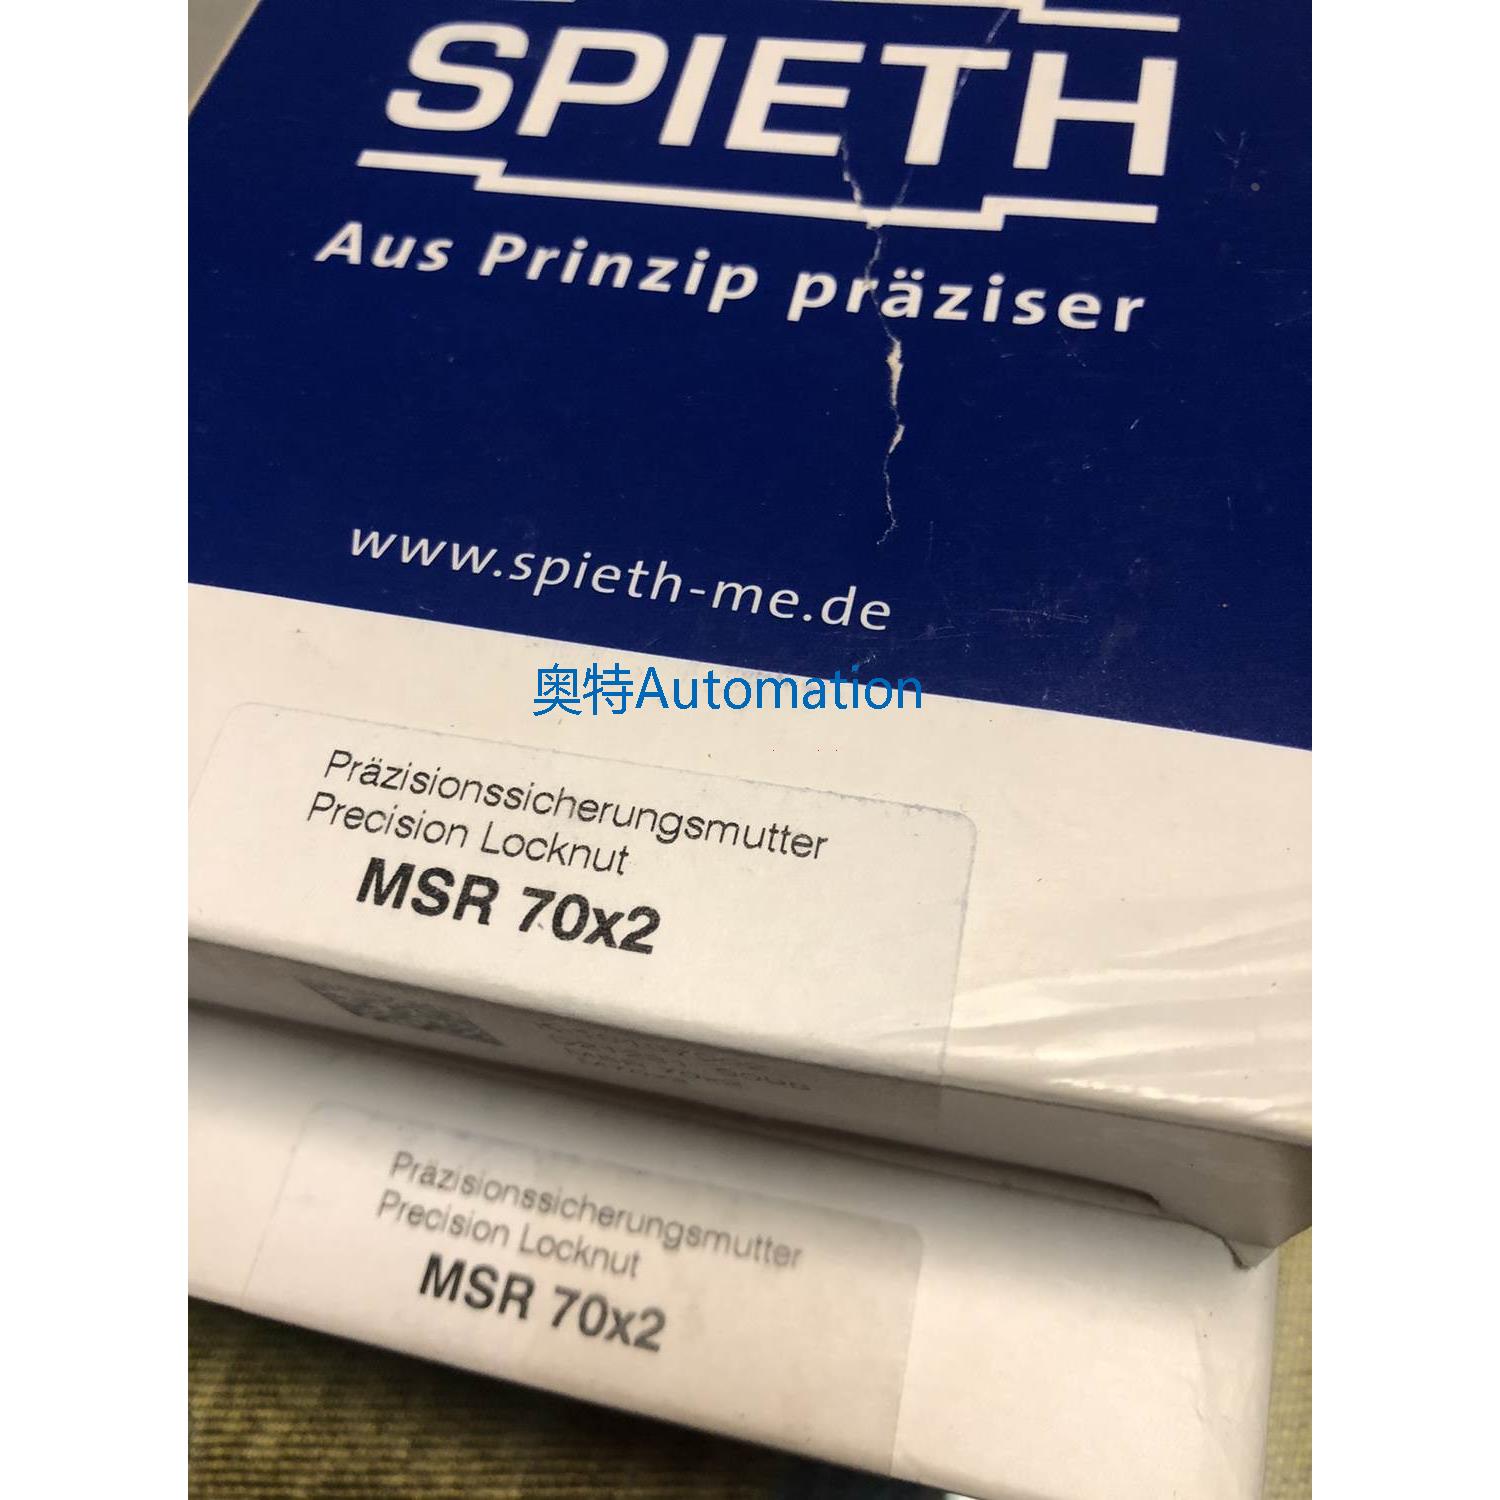 SPIETH
Aus Prinzip präziser
www.spieth-me.de
奥特Automation
Präzisionssicherungsmutter
Precision Locknut
MSR 70x2
Präzisionssicherungsmutter
Precision Locknut
MSR 70x2